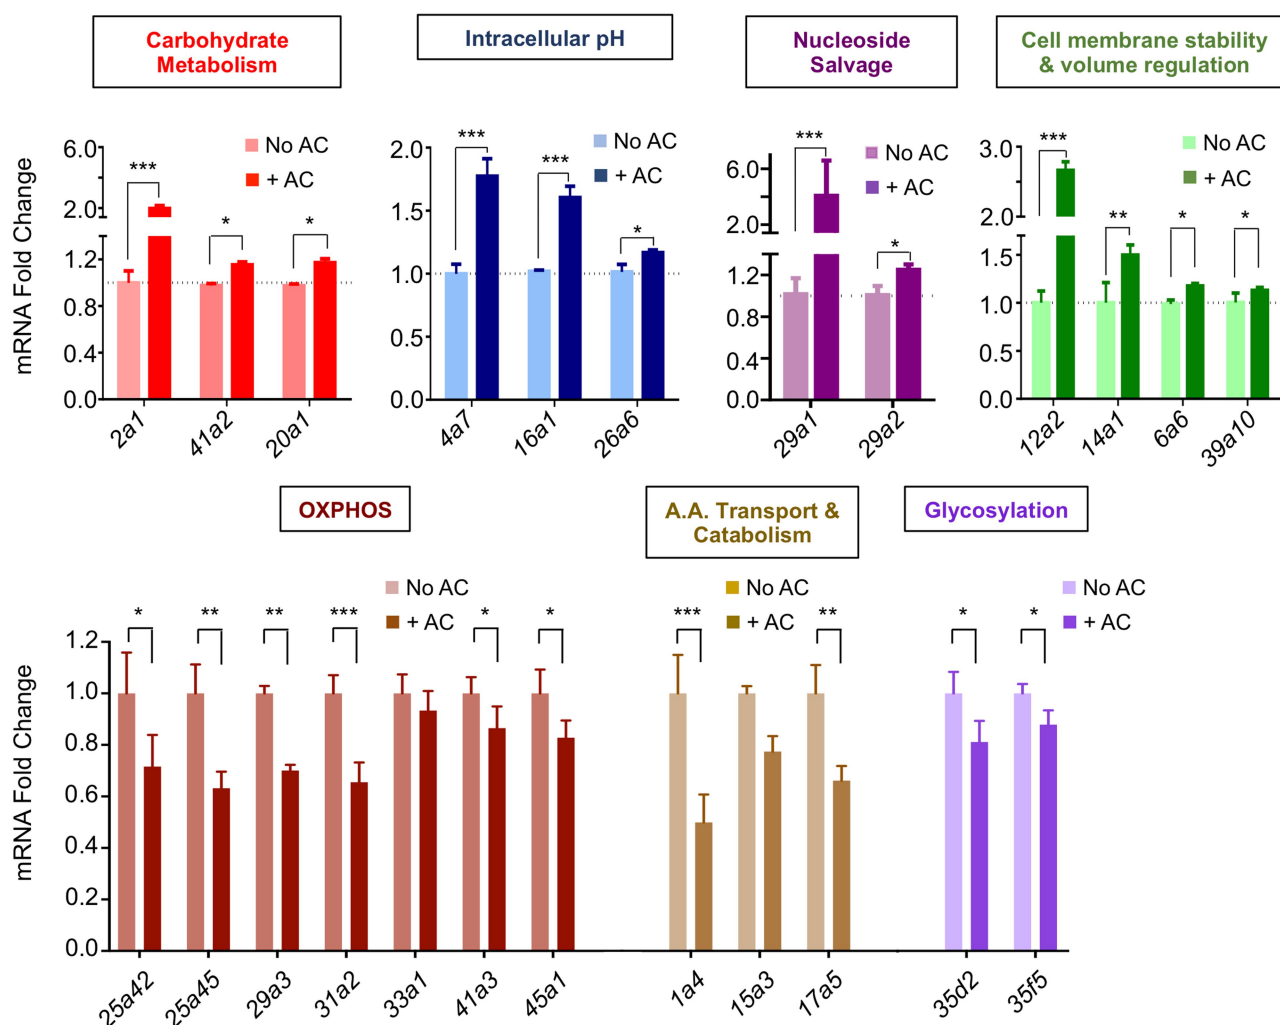 Carbohydrate
Metabolism
Intracellular pH
Nucleoside
Salvage
Cell membrane stability
& volume regulation
mRNA Fold Change
6.0
2.0
1.2
0.8
0.4
0.0
***
*
*
No AC
+ AC
2a1
41a2
20a1
2.0
1.5
1.0
0.5
0.0
***
***
*
No AC
+ AC
4a7
16a1
26a6
6.0
2.0
1.2
0.8
0.4
0.0
***
*
No AC
+ AC
29a1
29a2
3.0
2.0
1.5
1.0
0.5
0.0
***
**
*
*
No AC
+ AC
12a2
14a1
6a6
39a10
OXPHOS
A.A. Transport &
Catabolism
Glycosylation
mRNA Fold Change
1.2
1.0
0.8
0.6
0.4
0.2
0.0
No AC
+ AC
*
**
**
***
*
*
25a42
25a45
29a3
31a2
33a1
41a3
45a1
No AC
+ AC
***
**
1a4
15a3
17a5
No AC
+ AC
*
*
35d2
35f5